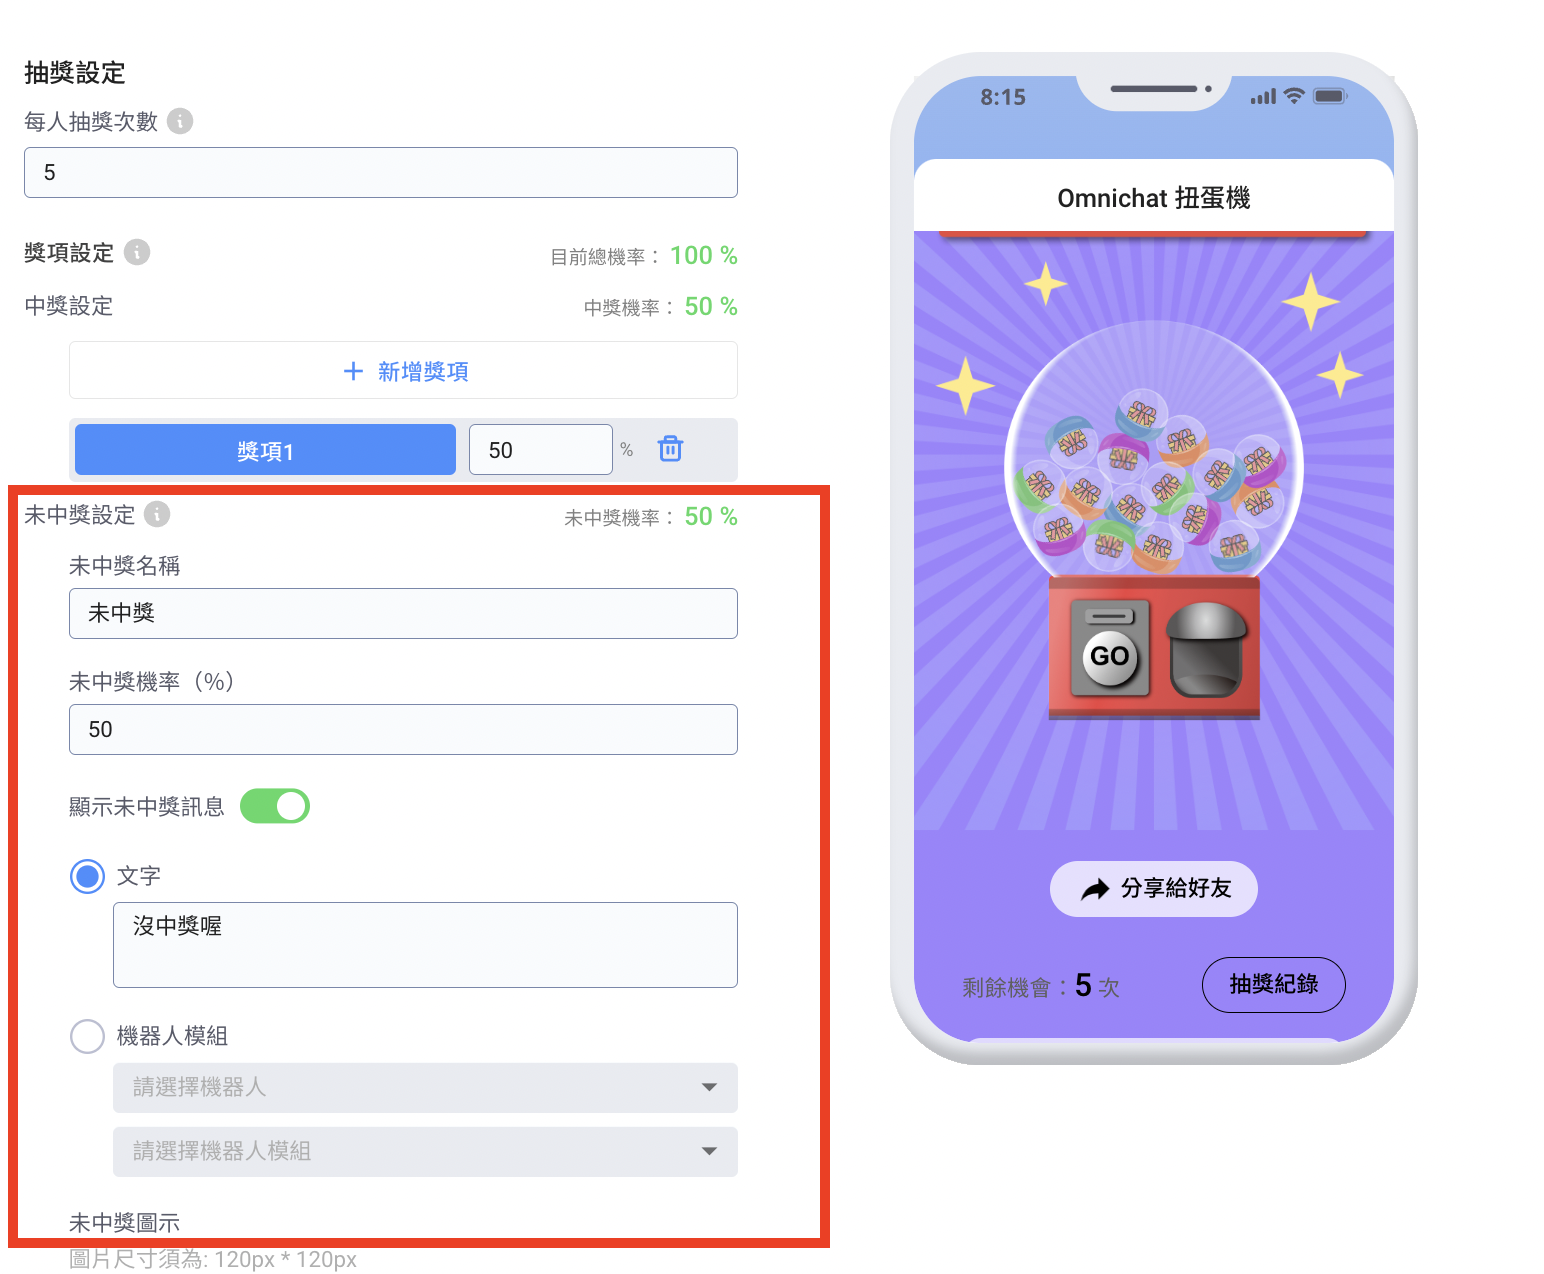 抽獎設定
每人抽獎次數
5
獎項設定
目前總機率： 100 %
中獎設定
中獎機率： 50 %
+ 新增獎項
獎項1
50
%
未中獎設定
未中獎機率： 50 %
未中獎名稱
未中獎
未中獎機率（%）
50
顯示未中獎訊息
文字
沒中獎喔
機器人模組
請選擇機器人
請選擇機器人模組
未中獎圖示
圖片尺寸須為: 120px * 120px
8:15
Omnichat 扭蛋機
GO
分享給好友
剩餘機會：5 次
抽獎紀錄